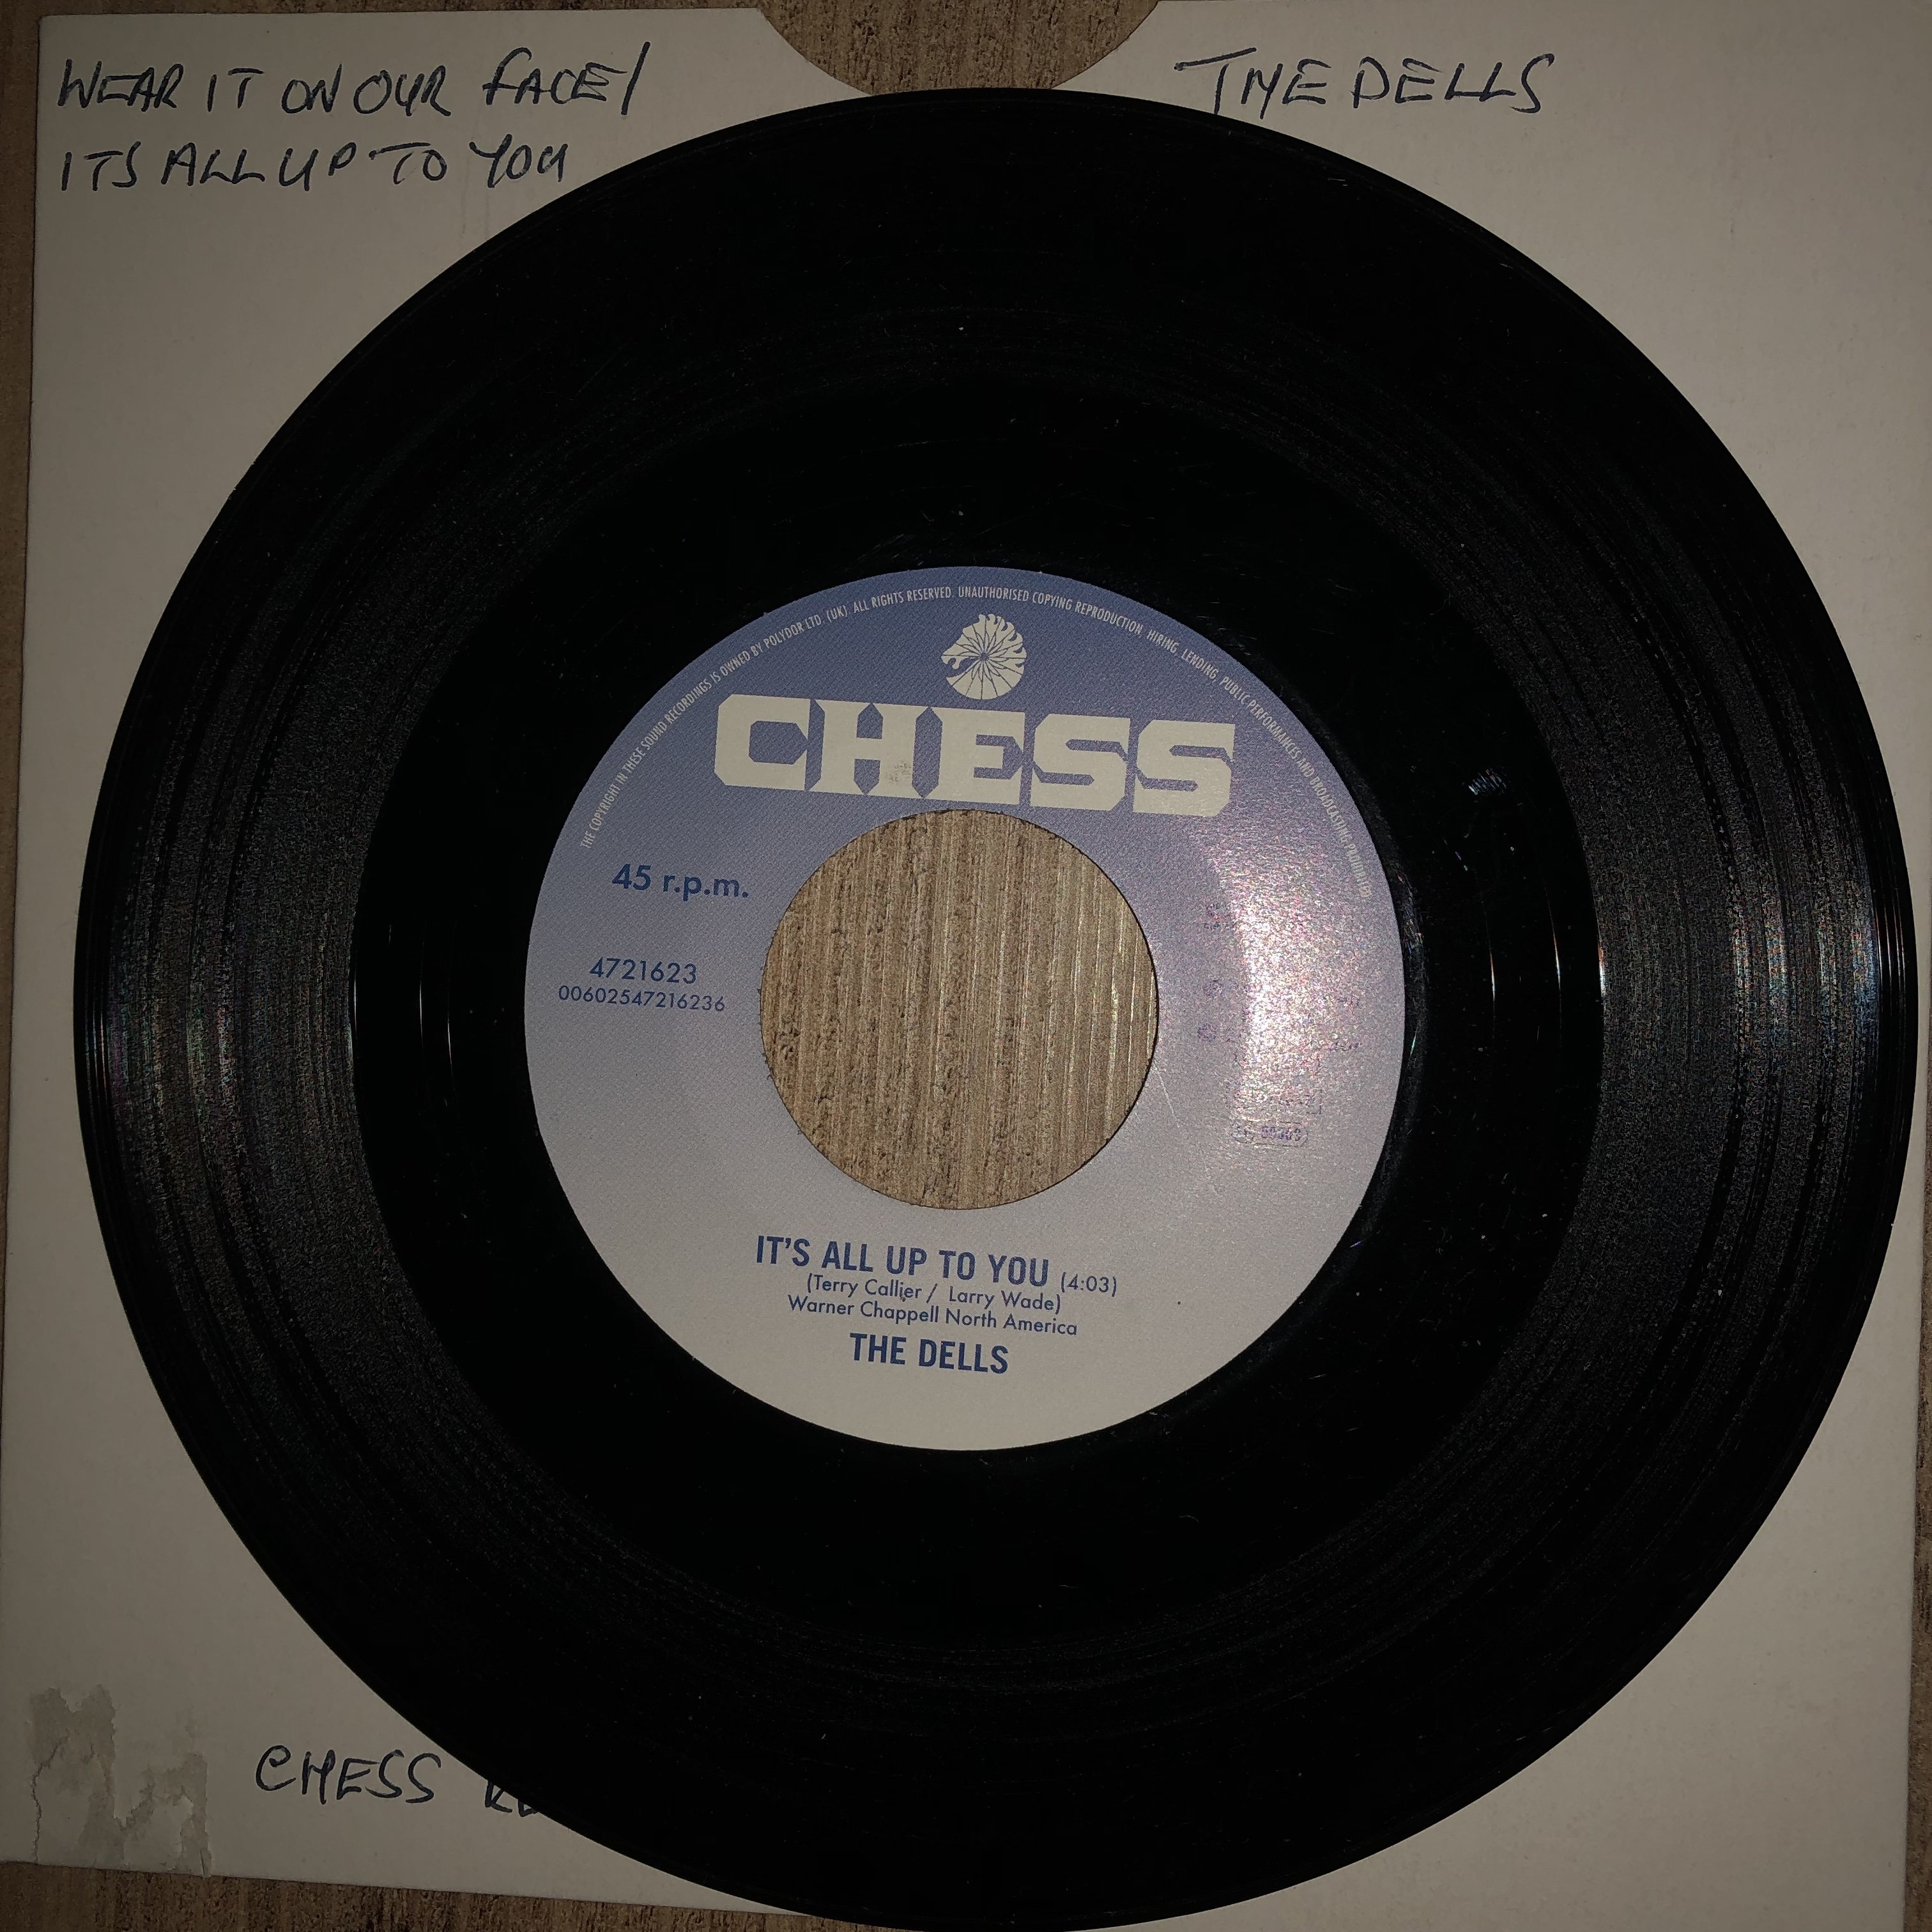 WEAR IT ON OUR FACE/
ITS ALL UP TO YOU
THE DELLS
THE COPYRIGHT IN THESE SOUND RECORDINGS IS OWNED BY POLYDOR LTD. (UK). ALL RIGHTS RESERVED. UNAUTHORISED COPYING REPRODUCTION, HIRING, LENDING, PUBLIC PERFORMANCES AND BROADCASTING PROHIBITED
CHESS
45 r.p.m.
4721623
00602547216236
IT'S ALL UP TO YOU (4:03)
(Terry Callier / Larry Wade)
Warner Chappell North America
THE DELLS
CHESS